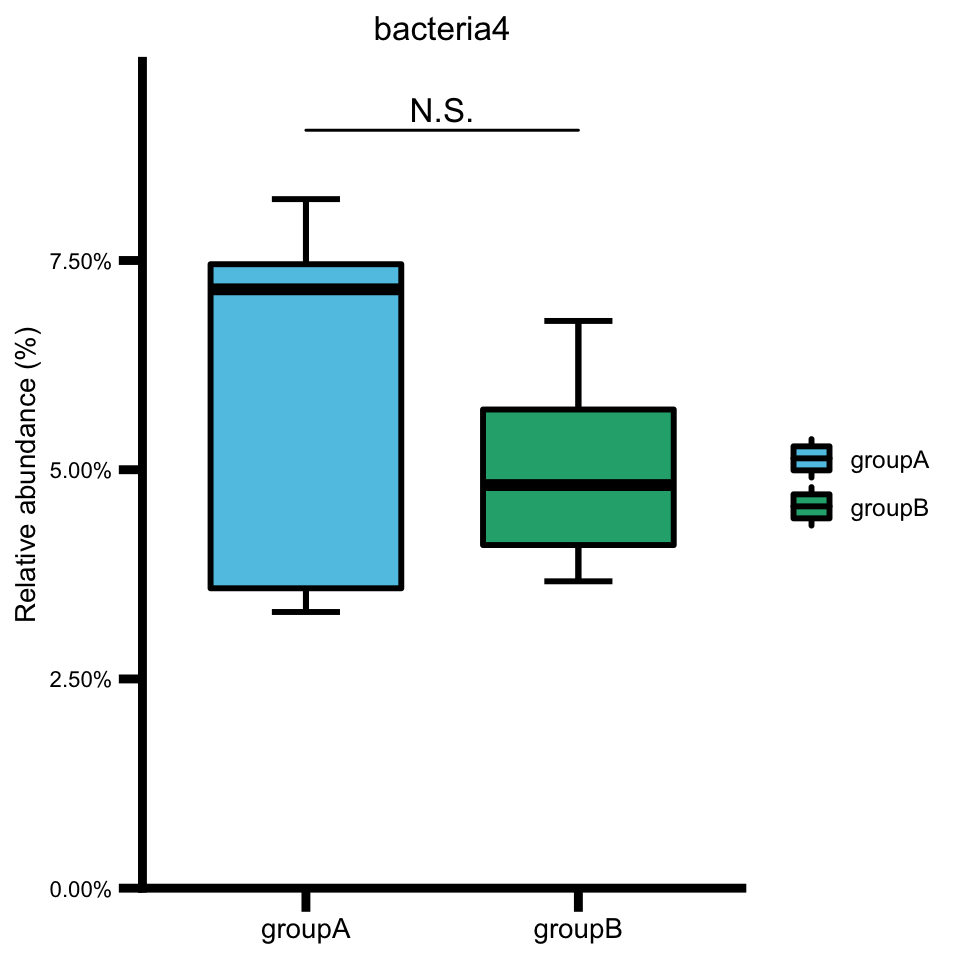 bacteria4
N.S.
7.50%
5.00%
2.50%
0.00%
Relative abundance (%)
groupA
groupB
groupA
groupB